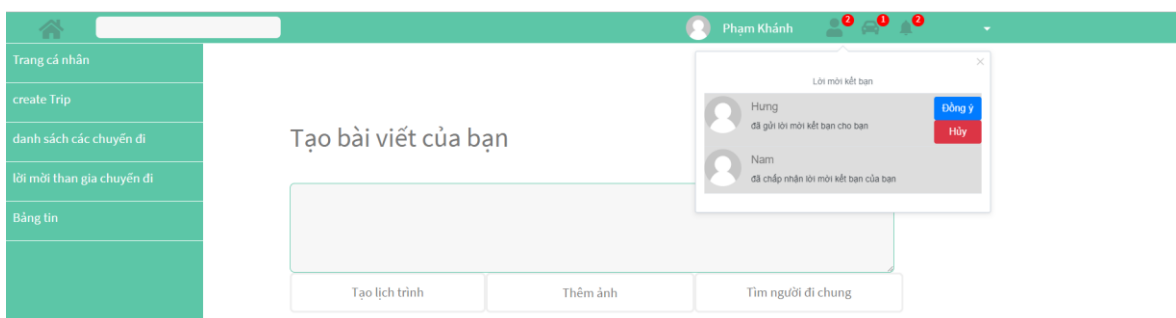 Phạm Khánh
2
1
2
Trang cá nhân
create Trip
danh sách các chuyến đi
lời mời than gia chuyến đi
Bảng tin
Lời mời kết bạn
×
Hưng
đã gửi lời mời kết bạn cho bạn
Đồng ý
Hủy
Nam
đã chấp nhận lời mời kết bạn của bạn
Tạo bài viết của bạn
Tạo lịch trình
Thêm ảnh
Tìm người đi chung